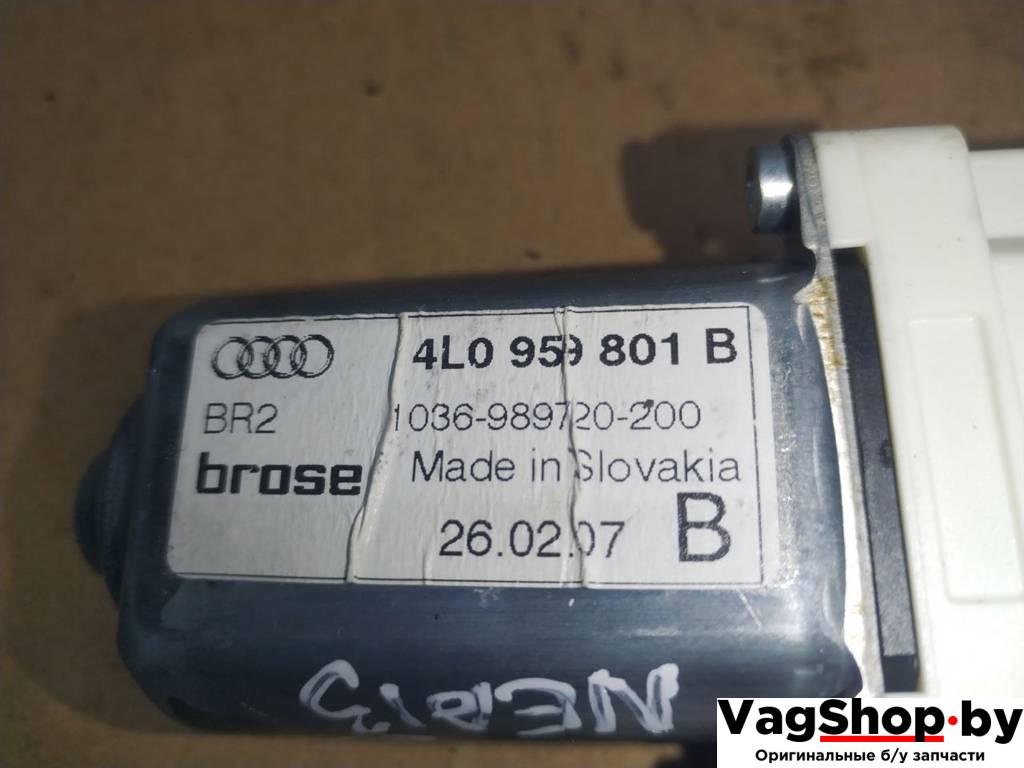 4L0 959 801 B
BR2 1036-989720-200
brose Made in Slovakia
26.02.07 B
VagShop.by
Оригинальные б/у запчасти